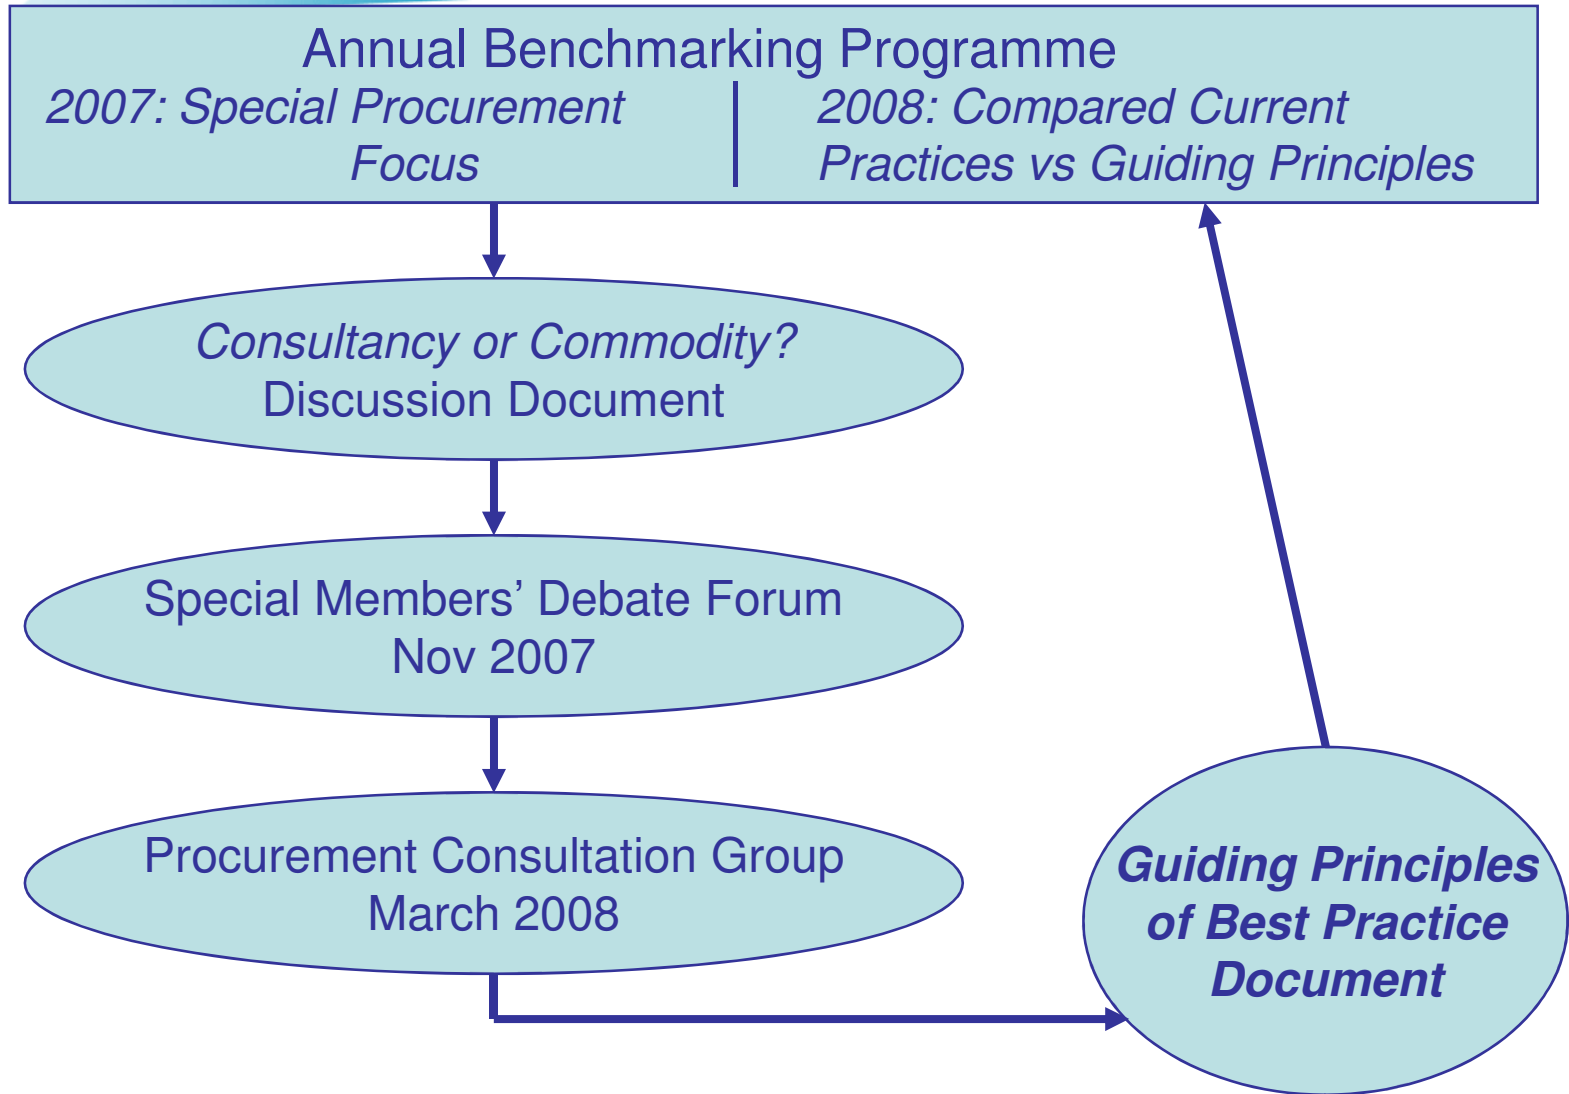 Annual Benchmarking Programme
2007: Special Procurement
Focus
2008: Compared Current
Practices vs Guiding Principles
Consultancy or Commodity?
Discussion Document
Special Members’ Debate Forum
Nov 2007
Procurement Consultation Group
March 2008
Guiding Principles
of Best Practice
Document